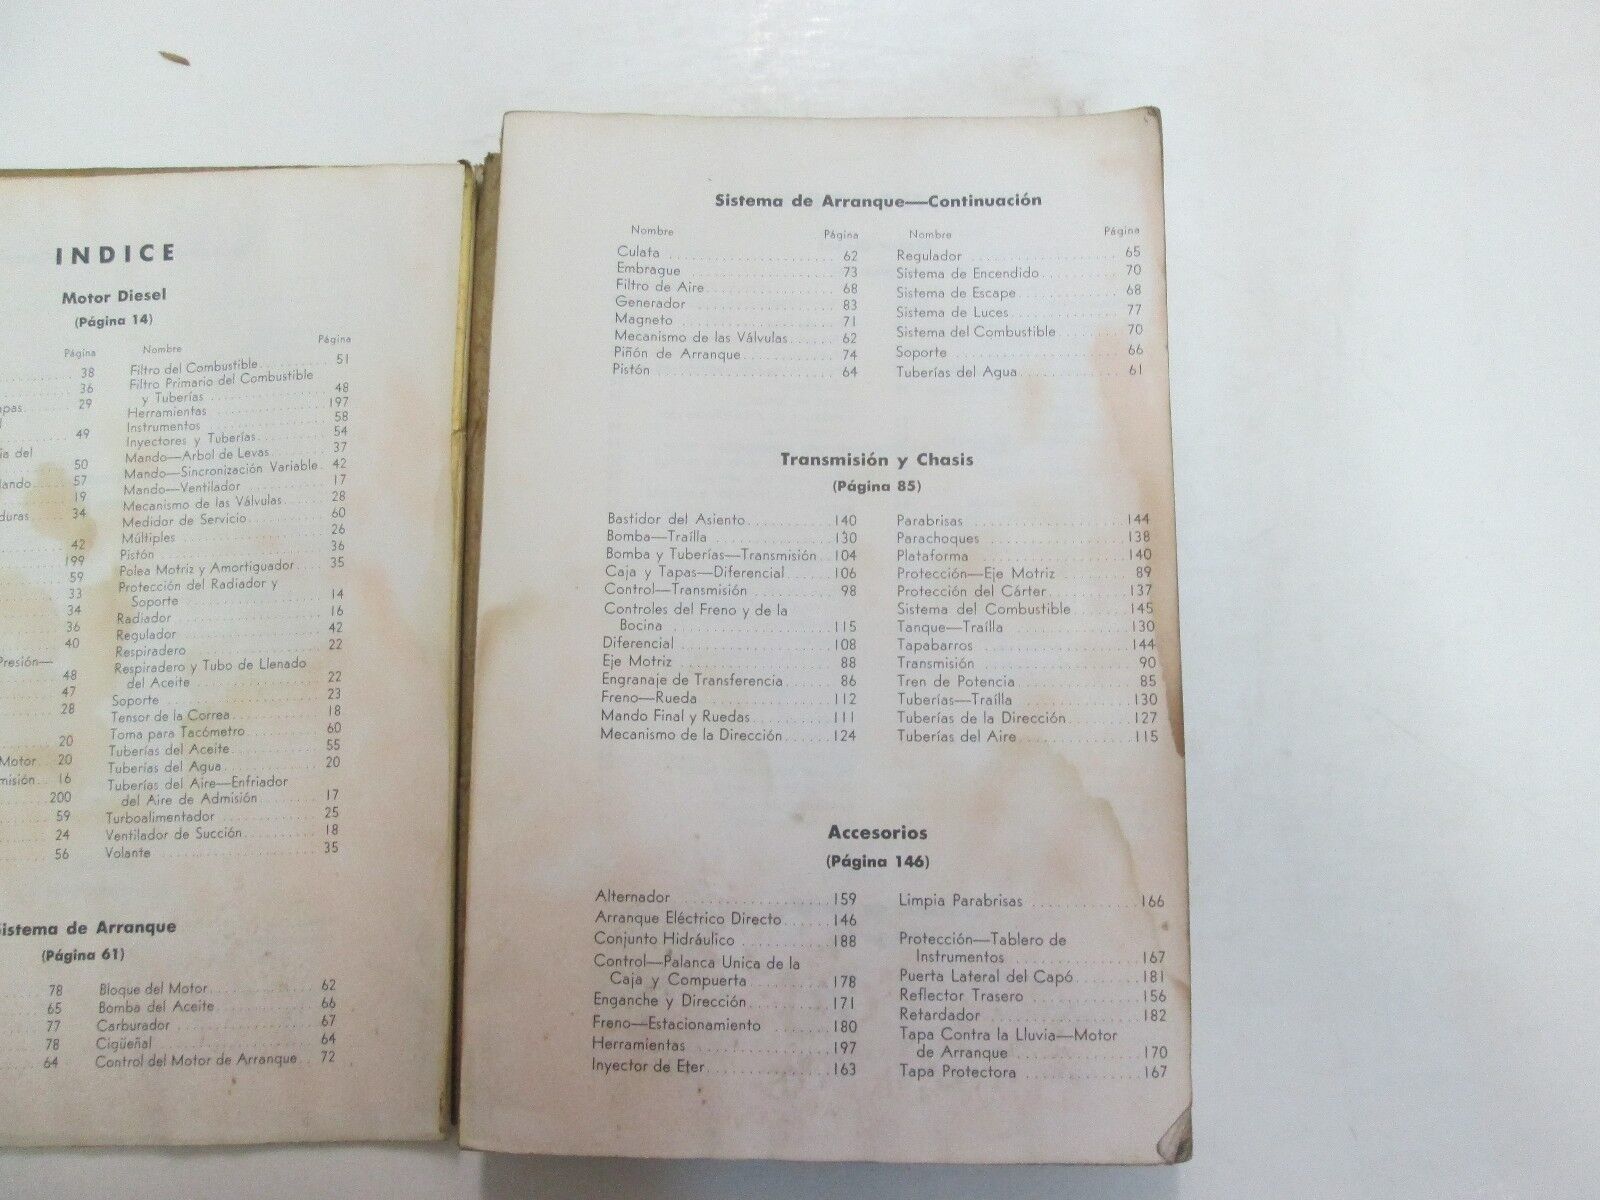 INDICE
Motor Diesel
(Página 14)
Página
38
36
apas. 29
49
ia del
50
57
19
duras 34
42
199
59
33
34
36
40
Presión—
48
47
28
20
Motor 20
misión 16
200
59
24
56
Nombre Página
Filtro del Combustible 51
Filtro Primario del Combustible
y Tuberías 48
Herramientas 197
Instrumentos 58
Inyectores y Tuberías 54
Mando—Arbol de Levas 37
Mando—Sincronización Variable 42
Mando—Ventilador 17
Mecanismo de las Válvulas 28
Medidor de Servicio 60
Múltiples 26
Pistón 36
Polea Motriz y Amortiguador 35
Protección del Radiador y
Soporte 14
Radiador 16
Regulador 42
Respiradero 22
Respiradero y Tubo de Llenado
del Aceite 22
Soporte 23
Tensor de la Correa 18
Toma para Tacómetro 60
Tuberías del Aceite 55
Tuberías del Agua 20
Tuberías del Aire—Enfriador
del Aire de Admisión 17
Turboalimentador 25
Ventilador de Succión 18
Volante 35
Sistema de Arranque
(Página 61)
78
65
77
78
64
Bloque del Motor 62
Bomba del Aceite 66
Carburador 67
Cigüeñal 64
Control del Motor de Arranque 72
Sistema de Arranque—Continuación
Nombre Página
Culata 62
Embrague 73
Filtro de Aire 68
Generador 83
Magneto 71
Mecanismo de las Válvulas 62
Piñón de Arranque 74
Pistón 64
Nombre Página
Regulador 65
Sistema de Encendido 70
Sistema de Escape 68
Sistema de Luces 77
Sistema del Combustible 70
Soporte 66
Tuberías del Agua 61
Transmisión y Chasis
(Página 85)
Bastidor del Asiento 140
Bomba—Traílla 130
Bomba y Tuberías—Transmisión 104
Caja y Tapas—Diferencial 106
Control—Transmisión 98
Controles del Freno y de la
Bocina 115
Diferencial 108
Eje Motriz 88
Engranaje de Transferencia 86
Freno—Rueda 112
Mando Final y Ruedas 111
Mecanismo de la Dirección 124
Parabrisas 144
Parachoques 138
Plataforma 140
Protección—Eje Motriz 89
Protección del Cárter 137
Sistema del Combustible 145
Tanque—Traílla 130
Tapabarros 144
Transmisión 90
Tren de Potencia 85
Tuberías—Traílla 130
Tuberías de la Dirección 127
Tuberías del Aire 115
Accesorios
(Página 146)
Alternador 159
Arranque Eléctrico Directo 146
Conjunto Hidráulico 188
Control—Palanca Unica de la
Caja y Compuerta 178
Enganche y Dirección 171
Freno—Estacionamiento 180
Herramientas 197
Inyector de Eter 163
Limpia Parabrisas 166
Protección—Tablero de
Instrumentos 167
Puerta Lateral del Capó 181
Reflector Trasero 156
Retardador 182
Tapa Contra la Lluvia—Motor
de Arranque 170
Tapa Protectora 167